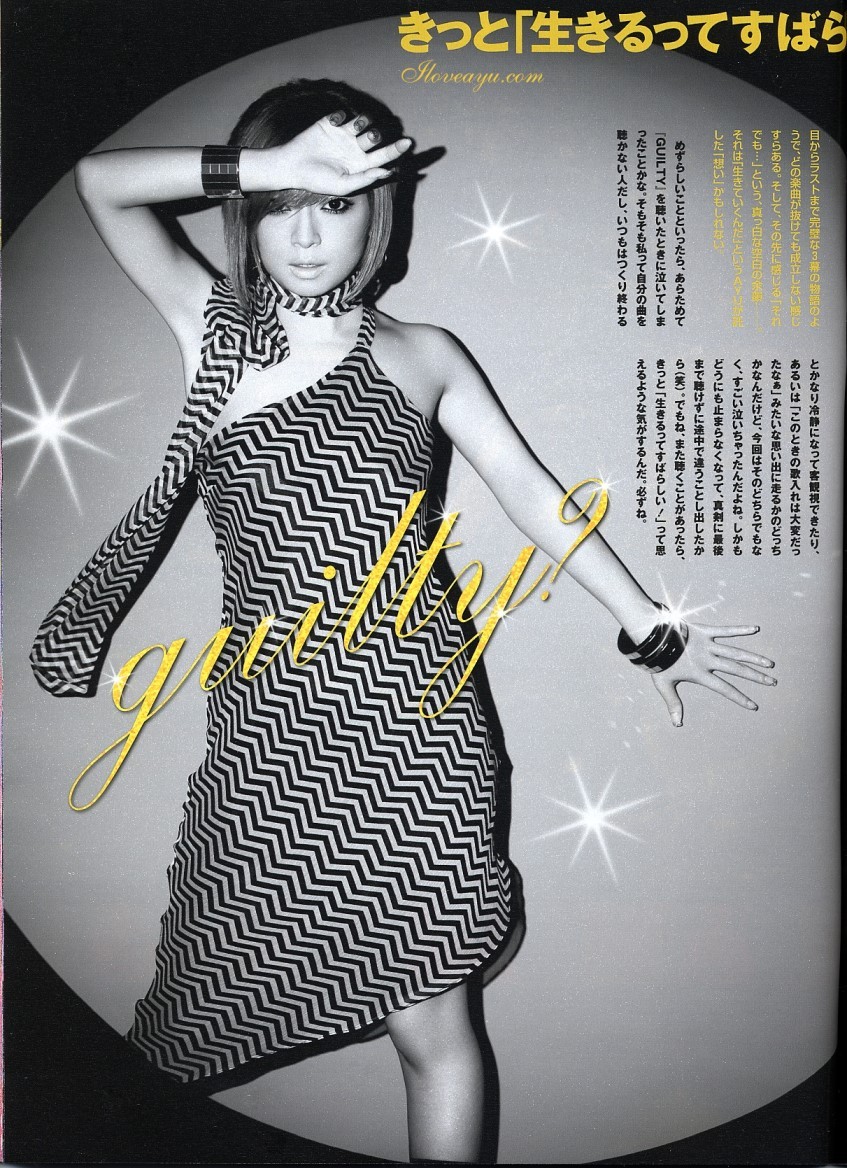 きっと「生きるってすばら
Iloveayu.com
目からラストまで完璧な3幕の物語のよ
うで、どの楽曲が抜けても成立しない感じ
すらある。そして、その先に感じる「それ
でも…」という、真っ白な空白の余韻……。
それは「生きていくんだ」というAYUが託
した「想い」かもしれない。
めずらしいことといったら、あらためて
『GUILTY』を聴いたときに泣いてしま
ったことかな。そもそも私って自分の曲を
聴かない人だし、いつもはつくり終わる
とかなり冷静になって客観視できたり、
あるいは「このときの歌入れは大変だっ
たなぁ」みたいな思い出に走るかのどっち
かなんだけど、今回はそのどちらでもな
く、すごい泣いちゃったんだよね。しかも
どうにも止まらなくなって、真剣に最後
まで聴けずに途中で違うことし出したか
ら（笑）。でもね、また聴くことがあったら、
きっと「生きるってすばらしい！」って思
えるような気がするんだ。必ずね。
guilty?